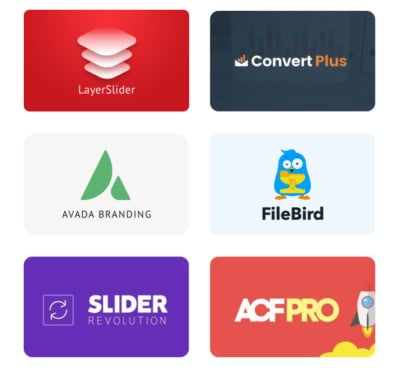 LayerSlider
Convert Plus
AVADA BRANDING
FileBird
SLIDER
REVOLUTION
ACF PRO